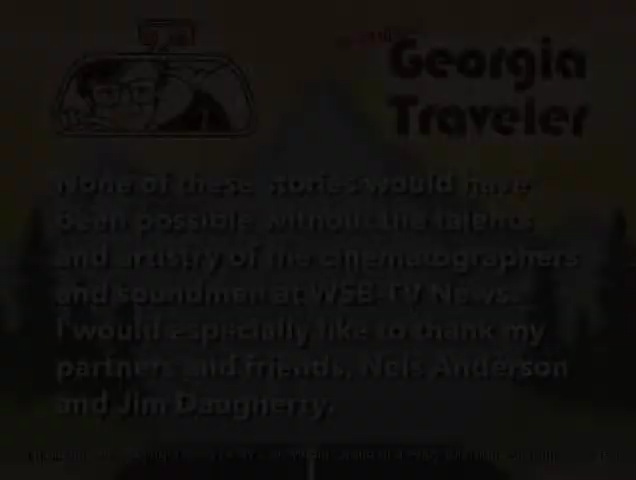 Georgia
Traveler
None of these stories would have
been possible without the talents
and artistry of the cinematographers
and soundmen at WSB-TV News.
I would especially like to thank my
partners and friends, Nels Anderson
and Jim Daugherty.